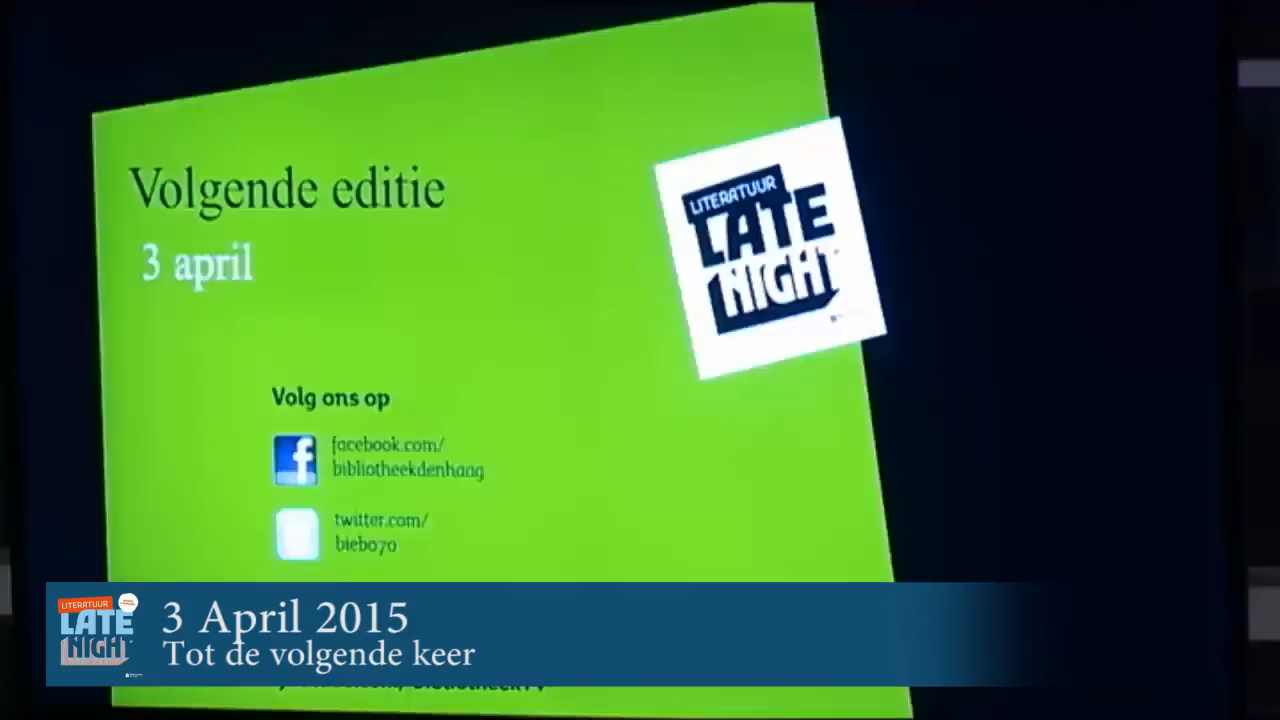 Volgende editie
3 april
LITERATUUR
LATE
NIGHT
Volg ons op
facebook.com/
bibliotheekdenhaag
twitter.com/
bieb070
LITERATUUR
LATE
NIGHT
3 April 2015
Tot de volgende keer